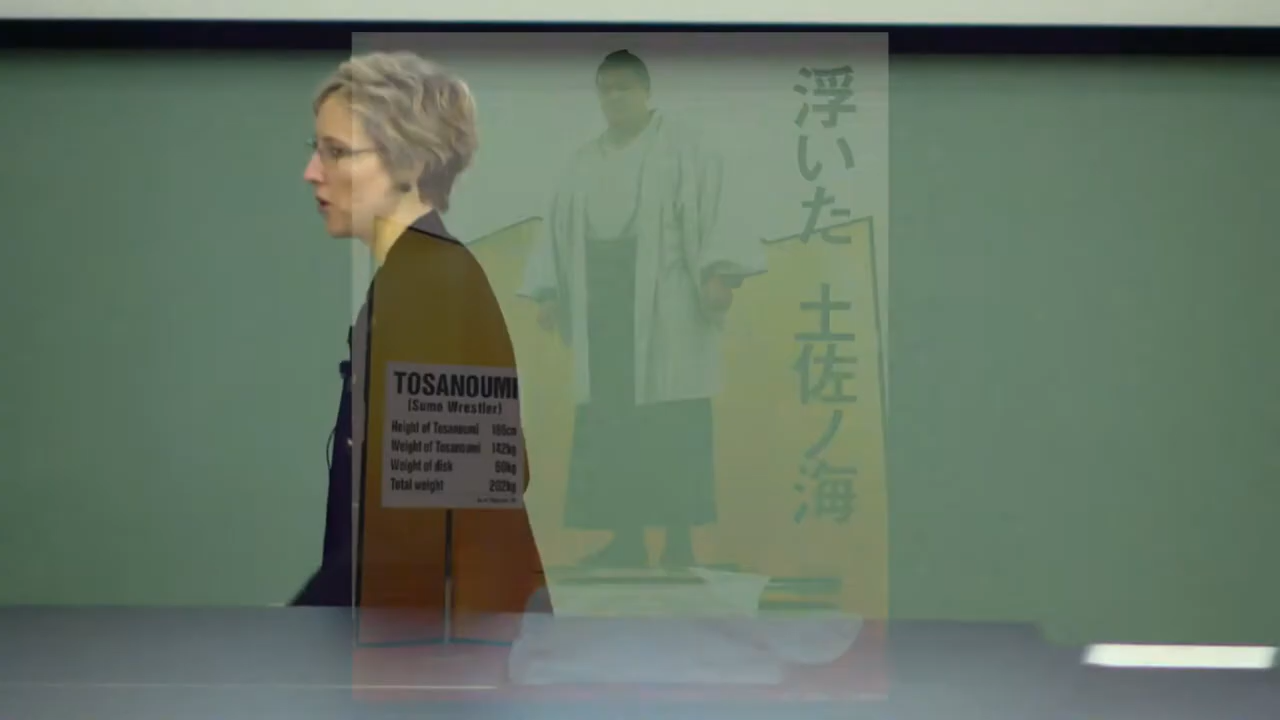 浮いた 土佐ノ海
TOSANOUMI
(Sumo Wrestler)
Height of Tosanoumi 186cm
Weight of Tosanoumi 142kg
Weight of disk 60kg
Total weight 202kg